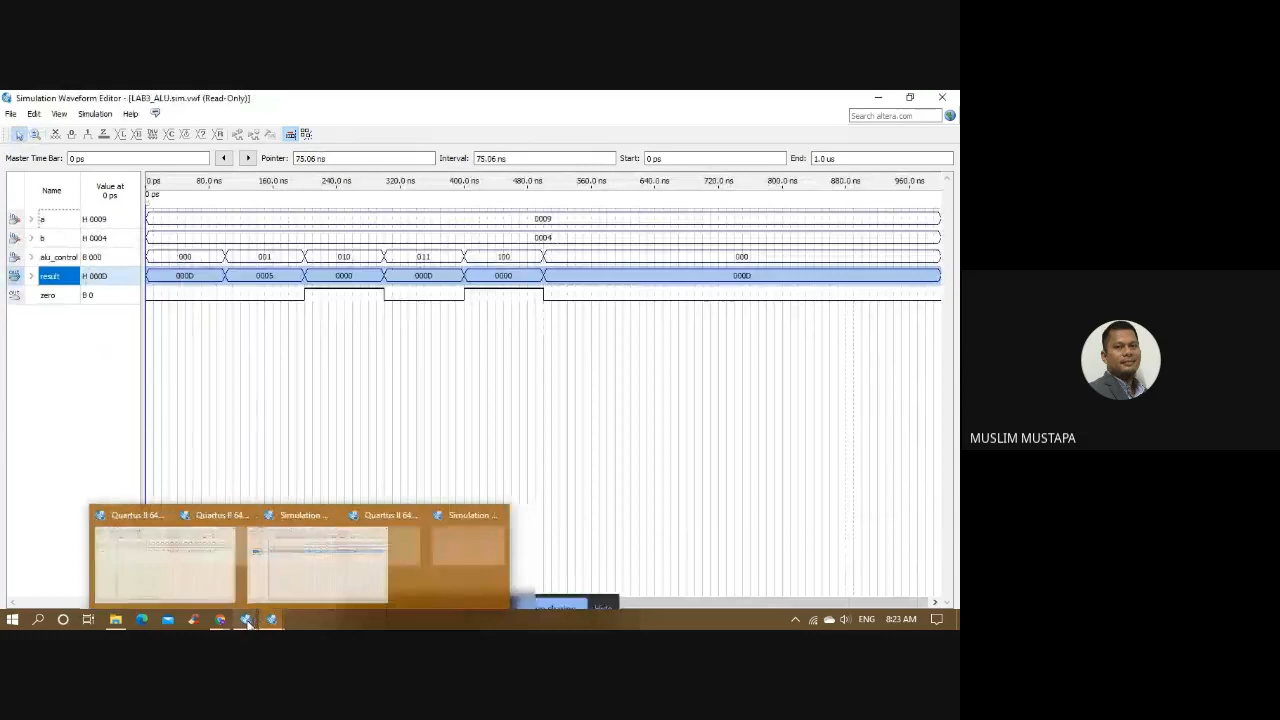 Simulation Waveform Editor - [LAB3_ALU.sim.vwf (Read-Only)]
File Edit View Simulation Help
Search altera.com
Master Time Bar: 0 ps Pointer: 75.06 ns Interval: 75.06 ns Start: 0 ps End: 1.0 us
Name Value at 0 ps
0 ps 80.0 ns 160.0 ns 240.0 ns 320.0 ns 400.0 ns 480.0 ns 560.0 ns 640.0 ns 720.0 ns 800.0 ns 880.0 ns 960.0 ns
0 ps
a H 0009 0009
b H 0004 0004
alu_control B 000 000 001 010 011 100 000
result H 000D 000D 0005 0000 000D 0000 000D
zero B 0
MUSLIM MUSTAPA
Quartus II 64... Quartus II 64... Simulation ... Quartus II 64... Simulation ...
Hide
ENG 8:23 AM